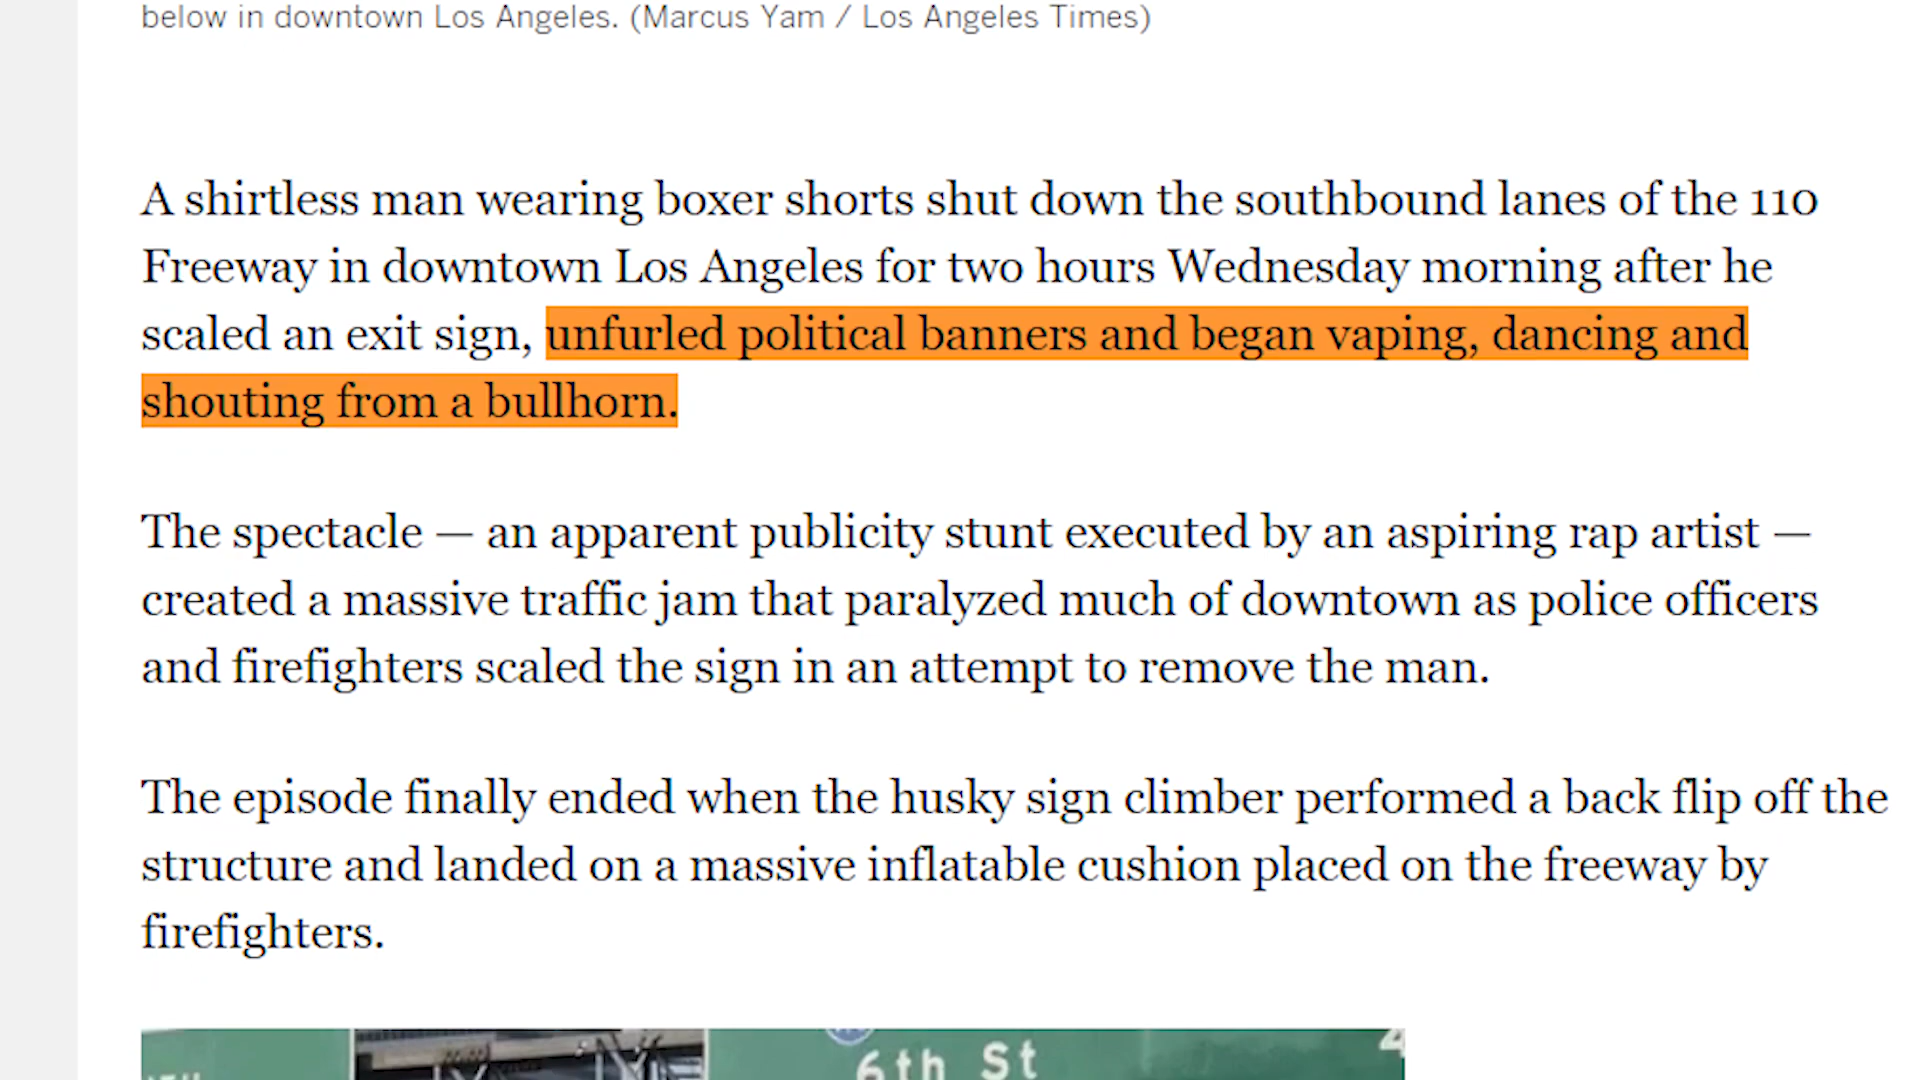 below in downtown Los Angeles. (Marcus Yam / Los Angeles Times)
A shirtless man wearing boxer shorts shut down the southbound lanes of the 110
Freeway in downtown Los Angeles for two hours Wednesday morning after he
scaled an exit sign, unfurled political banners and began vaping, dancing and
shouting from a bullhorn.
The spectacle — an apparent publicity stunt executed by an aspiring rap artist —
created a massive traffic jam that paralyzed much of downtown as police officers
and firefighters scaled the sign in an attempt to remove the man.
The episode finally ended when the husky sign climber performed a back flip off the
structure and landed on a massive inflatable cushion placed on the freeway by
firefighters.
6th St